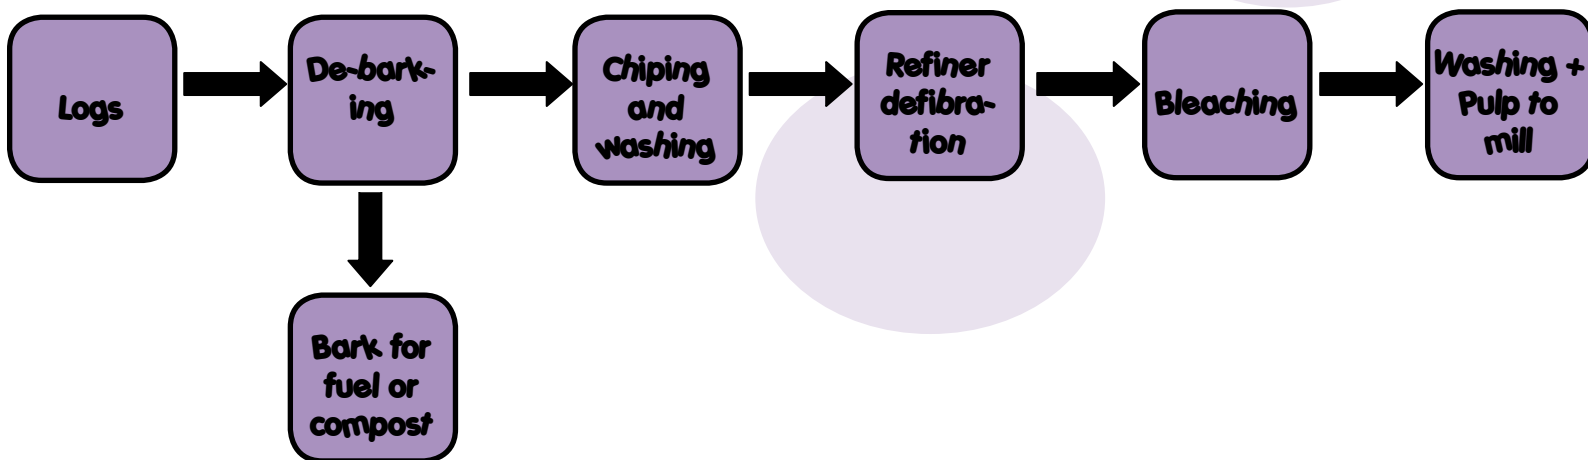 Logs
De-bark-
ing
Chiping
and
washing
Refiner
defibra-
tion
Bleaching
Washing +
Pulp to
mill
Bark for
fuel or
compost